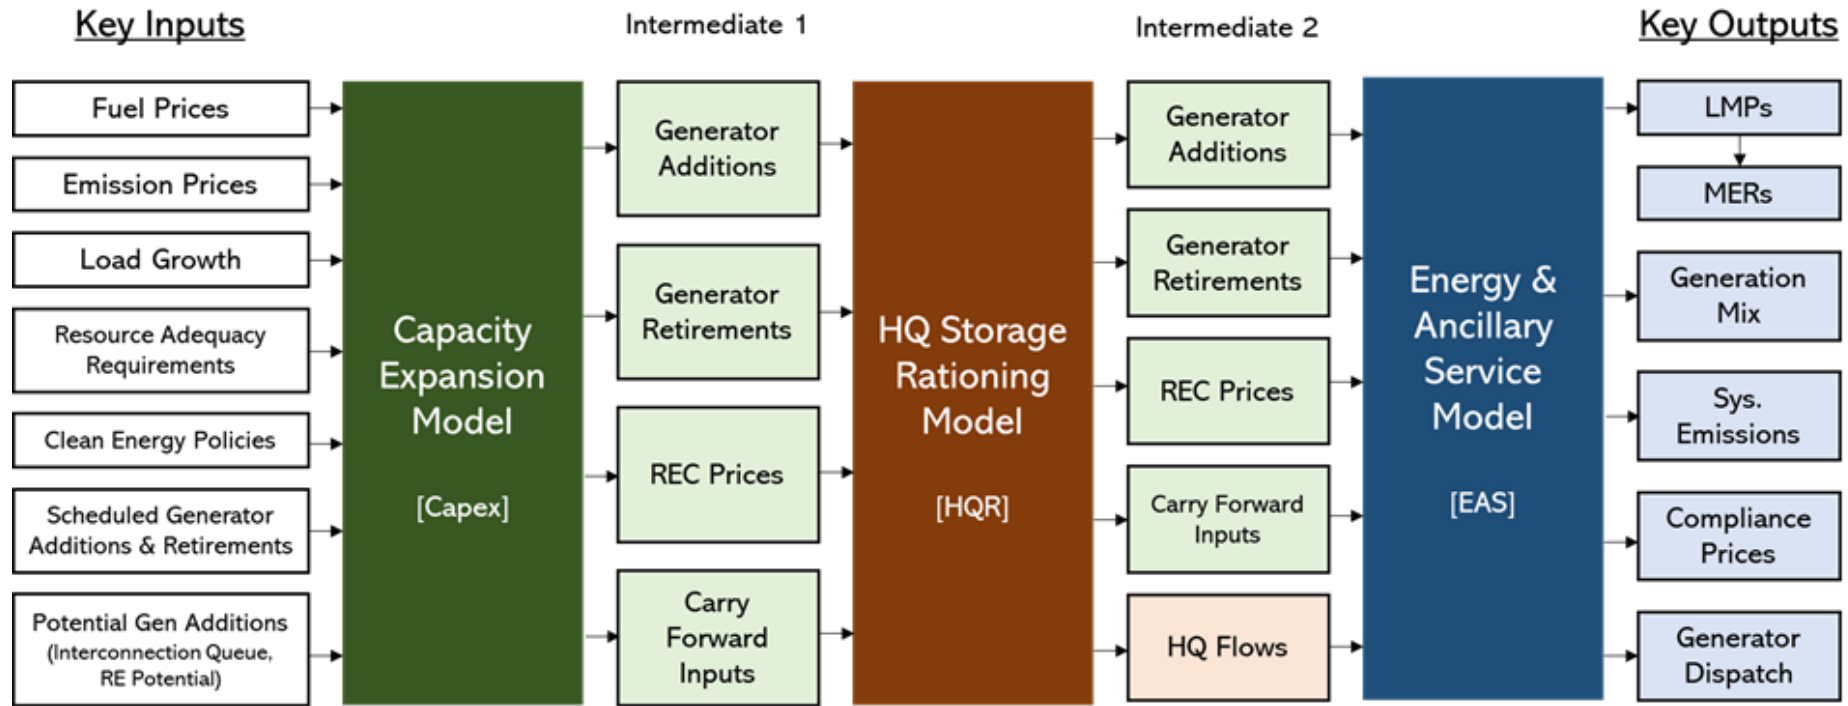 Key Inputs
Intermediate 1
Intermediate 2
Key Outputs
Fuel Prices
Emission Prices
Load Growth
Resource Adequacy
Requirements
Clean Energy Policies
Scheduled Generator
Additions & Retirements
Potential Gen Additions
(Interconnection Queue,
RE Potential)
Capacity
Expansion
Model
[Capex]
Generator
Additions
Generator
Retirements
REC Prices
Carry
Forward
Inputs
HQ Storage
Rationing
Model
[HQR]
Generator
Additions
Generator
Retirements
REC Prices
Carry Forward
Inputs
HQ Flows
Energy &
Ancillary
Service
Model
[EAS]
LMPs
MERs
Generation
Mix
Sys.
Emissions
Compliance
Prices
Generator
Dispatch